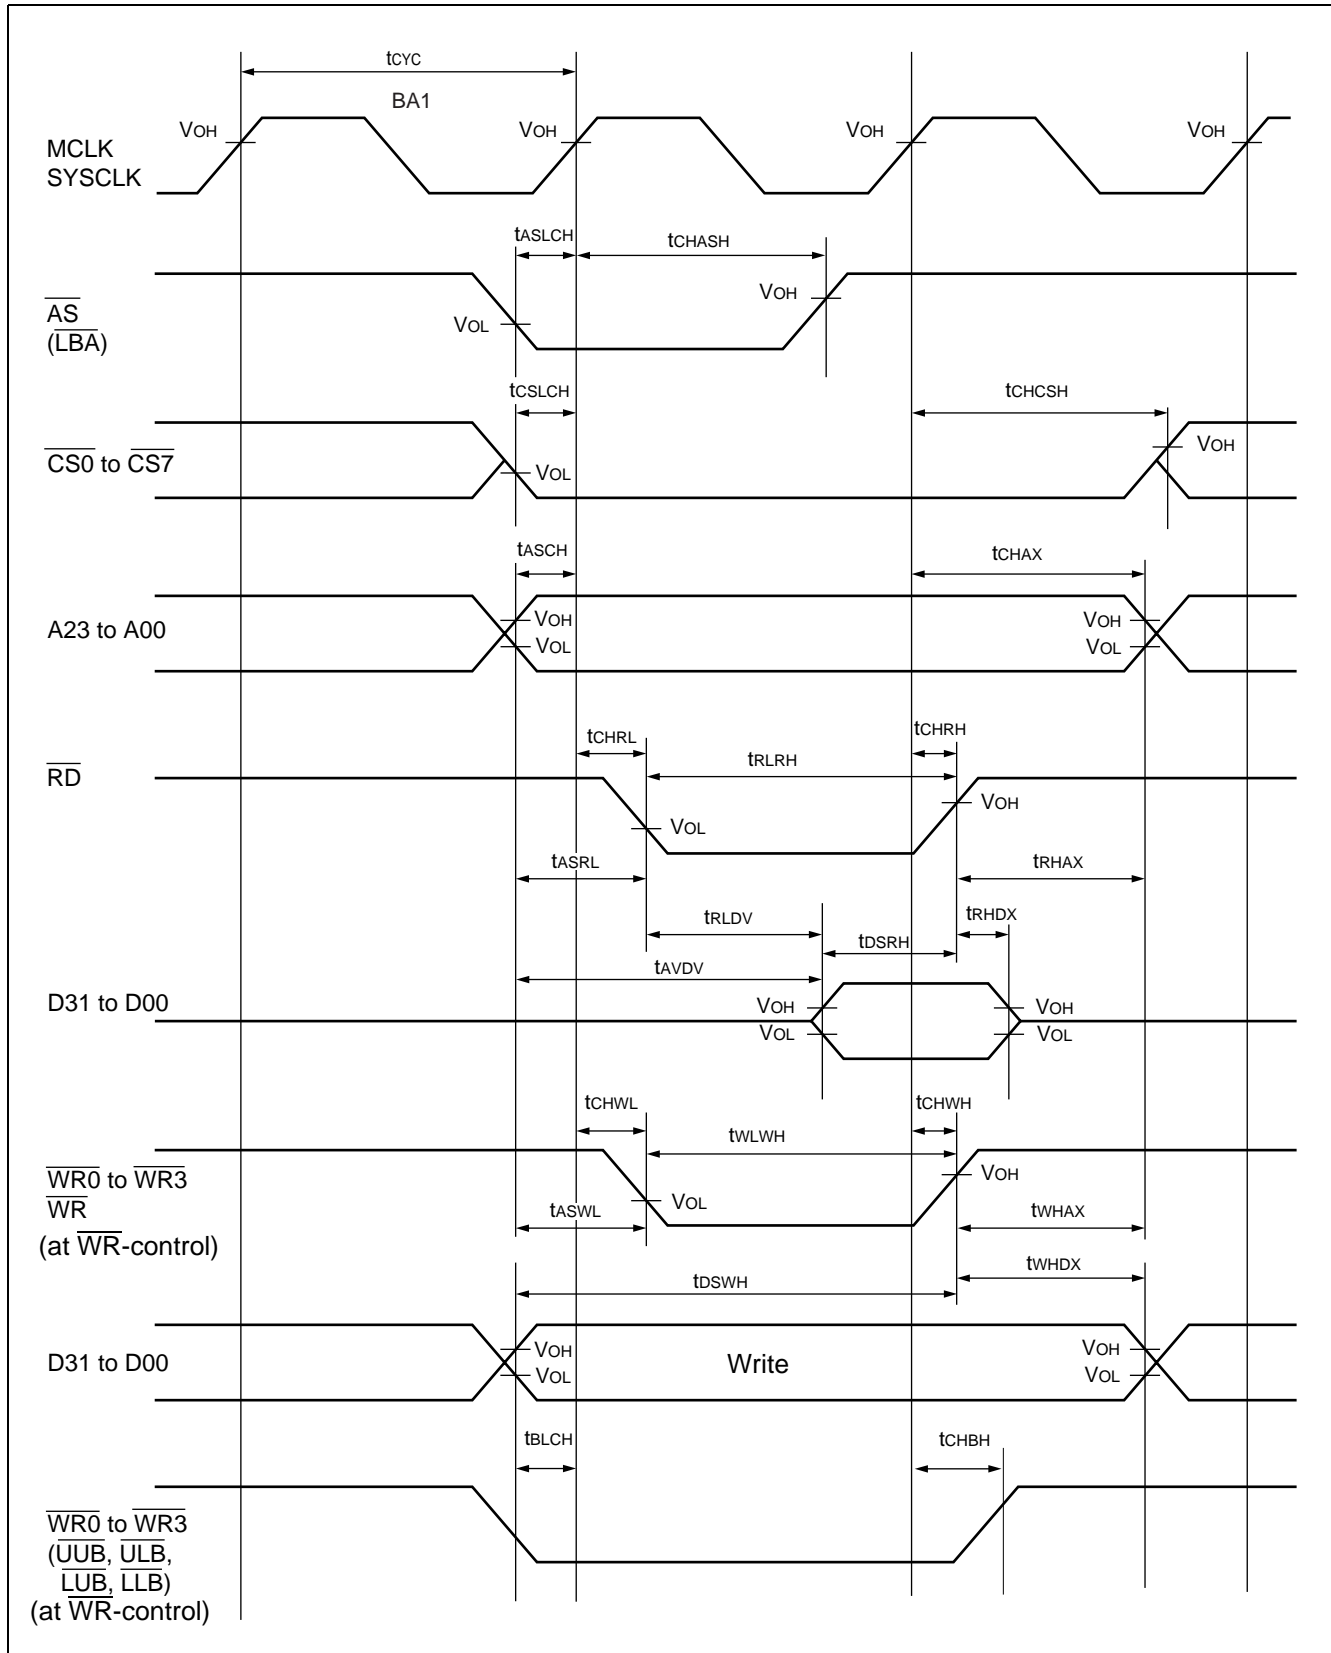 tCYC
BA1
VOH
VOH
VOH
VOH
MCLK
SYSCLK
tASLCH
tCHASH
VOH
VOL
AS
(LBA)
tCSLCH
tCHCSH
VOH
VOL
CS0 to CS7
tASCH
tCHAX
VOH
VOL
VOH
VOL
A23 to A00
tCHRL
tCHRH
tRLRH
RD
VOH
VOL
tASRL
tRHAX
tRLDV
tRHDX
tDSRH
tAVDV
D31 to D00
VOH
VOL
VOH
VOL
tCHWL
tCHWH
tWLWH
WR0 to WR3
WR
(at WR-control)
VOH
VOL
tASWL
tWHAX
tWHDX
tDSWH
D31 to D00
VOH
VOL
Write
VOH
VOL
tBLCH
tCHBH
WR0 to WR3
(UUB, ULB,
LUB, LLB)
(at WR-control)